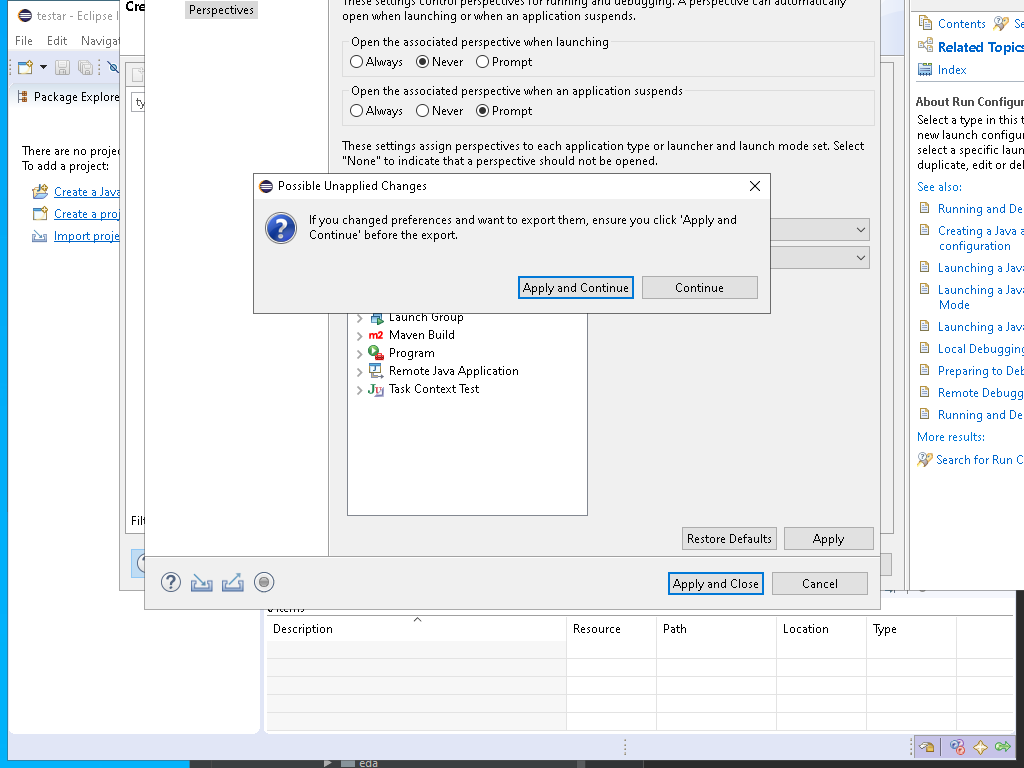 testar - Eclipse I
File Edit Navigat
Package Explore
There are no projec
To add a project:
Create a Java
Create a proj
Import proje
Cre
ty
Filt
Perspectives
These settings control perspectives for running and debugging. A perspective can automatically
open when launching or when an application suspends.
Open the associated perspective when launching
Always Never Prompt
Open the associated perspective when an application suspends
Always Never Prompt
These settings assign perspectives to each application type or launcher and launch mode set. Select
"None" to indicate that a perspective should not be opened.
Possible Unapplied Changes
If you changed preferences and want to export them, ensure you click 'Apply and
Continue' before the export.
Apply and Continue Continue
Launch Group
m2 Maven Build
Program
Remote Java Application
Task Context Test
Restore Defaults Apply
Apply and Close Cancel
Contents Se
Related Topics
Index
About Run Configur
Select a type in this t
new launch configur
select a specific laun
duplicate, edit or del
See also:
Running and De
Creating a Java a
configuration
Launching a Java
Launching a Java
Mode
Launching a Java
Local Debugging
Preparing to Deb
Remote Debugg
Running and De
More results:
Search for Run C
0 items
Description Resource Path Location Type
eda